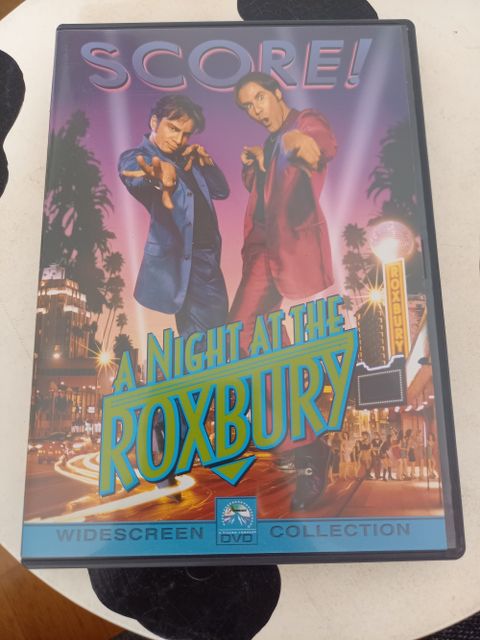 SCORE!
ROXBURY
A NIGHT AT THE
ROXBURY
WIDESCREEN DVD COLLECTION